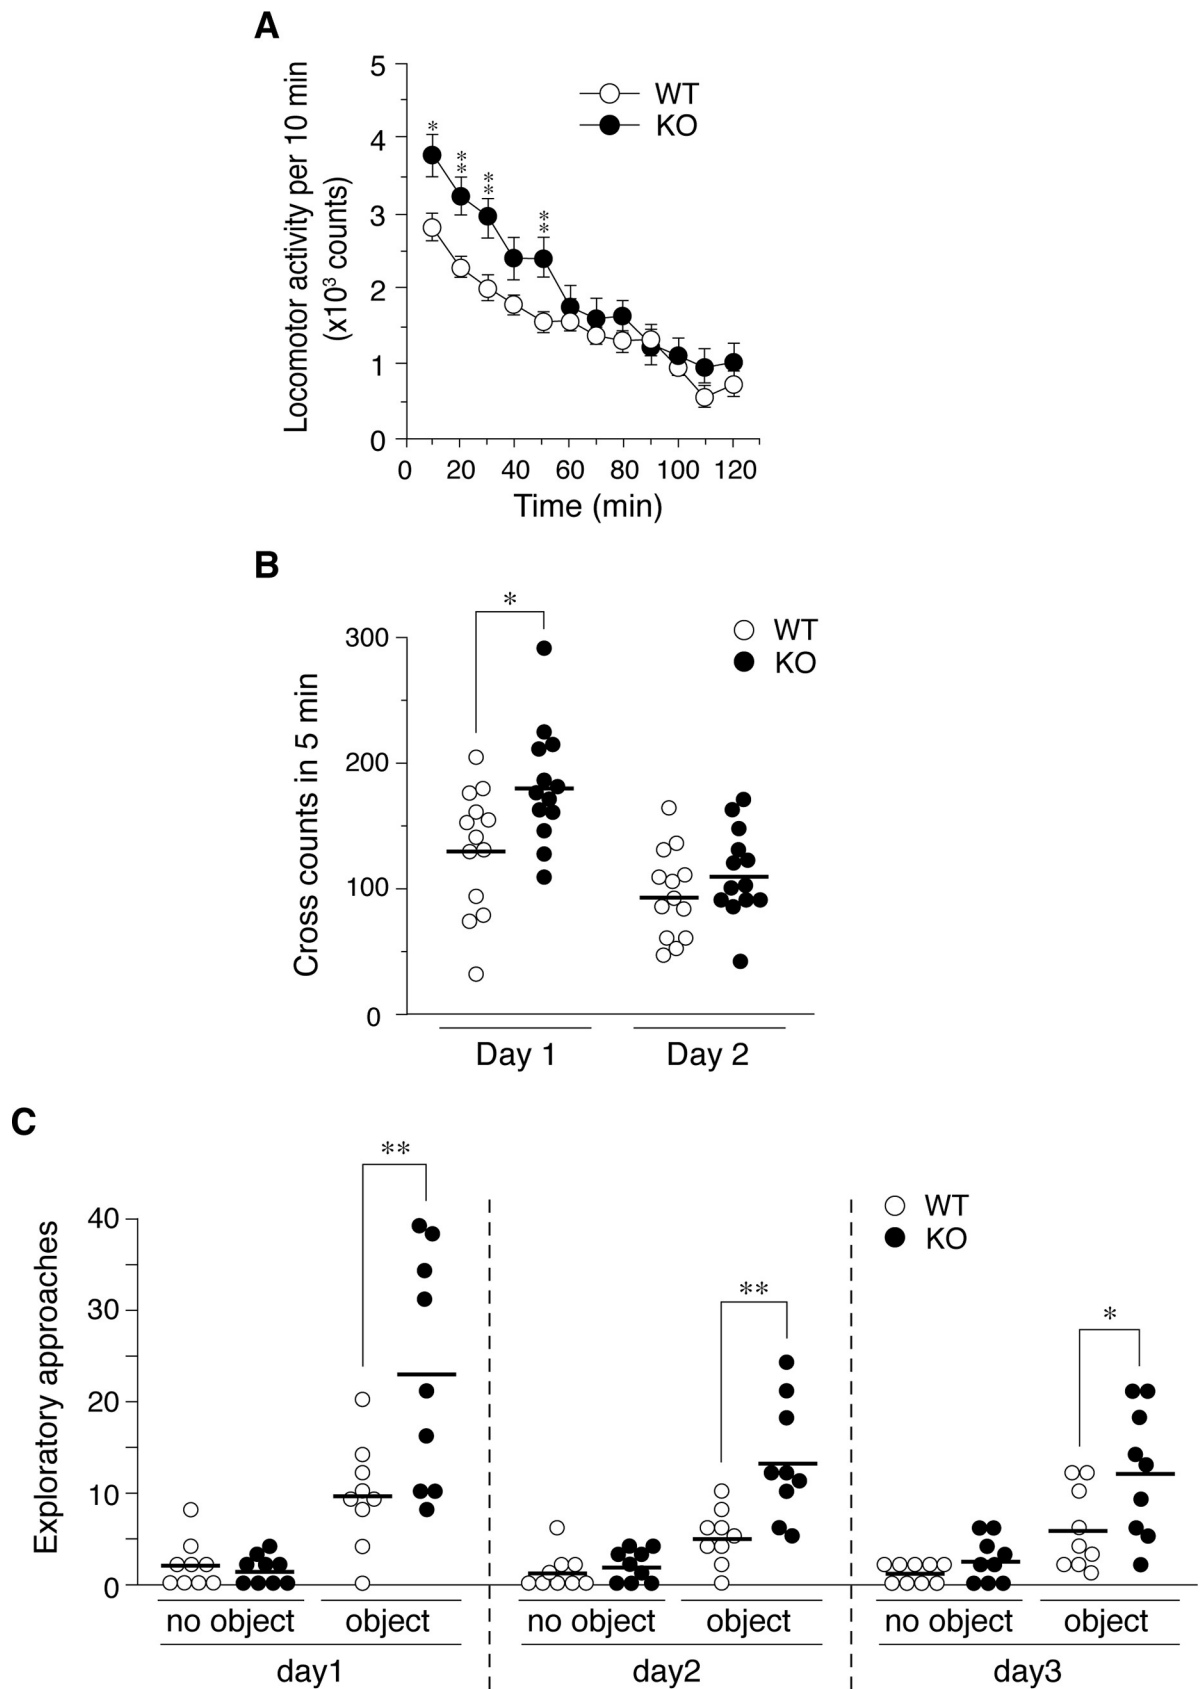 A
Locomotor activity per 10 min
(x10³ counts)
5
4
3
2
1
0
WT
KO
*
**
**
**
0 20 40 60 80 100 120
Time (min)
B
Cross counts in 5 min
300
200
100
0
*
WT
KO
Day 1 Day 2
C
Exploratory approaches
40
30
20
10
0
**
**
*
WT
KO
no object object no object object no object object
day1 day2 day3